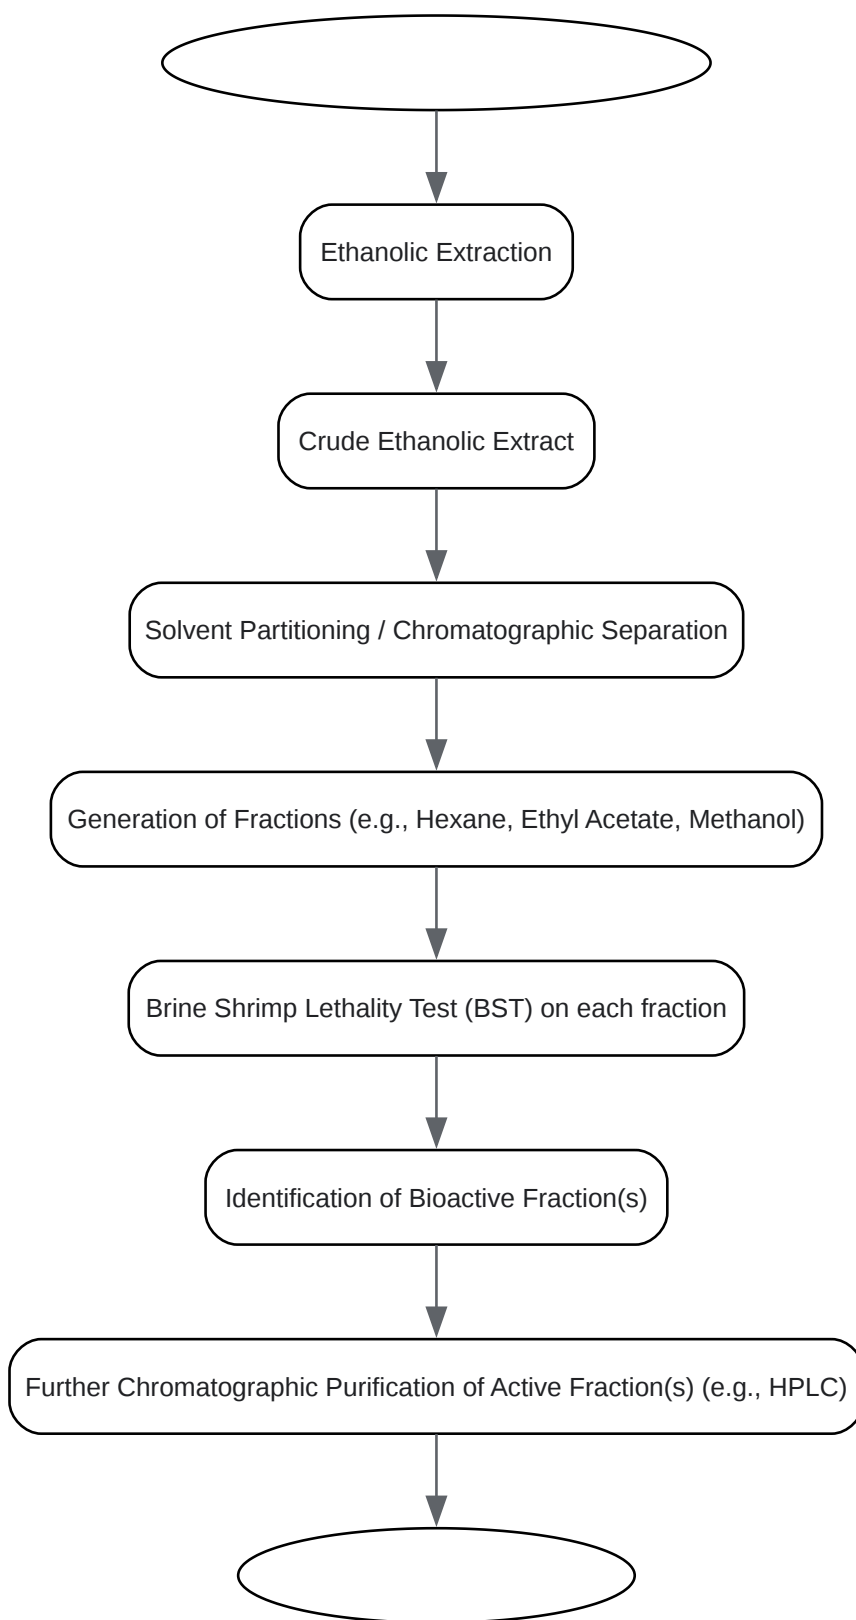 Ethanolic Extraction
Crude Ethanolic Extract
Solvent Partitioning / Chromatographic Separation
Generation of Fractions (e.g., Hexane, Ethyl Acetate, Methanol)
Brine Shrimp Lethality Test (BST) on each fraction
Identification of Bioactive Fraction(s)
Further Chromatographic Purification of Active Fraction(s) (e.g., HPLC)